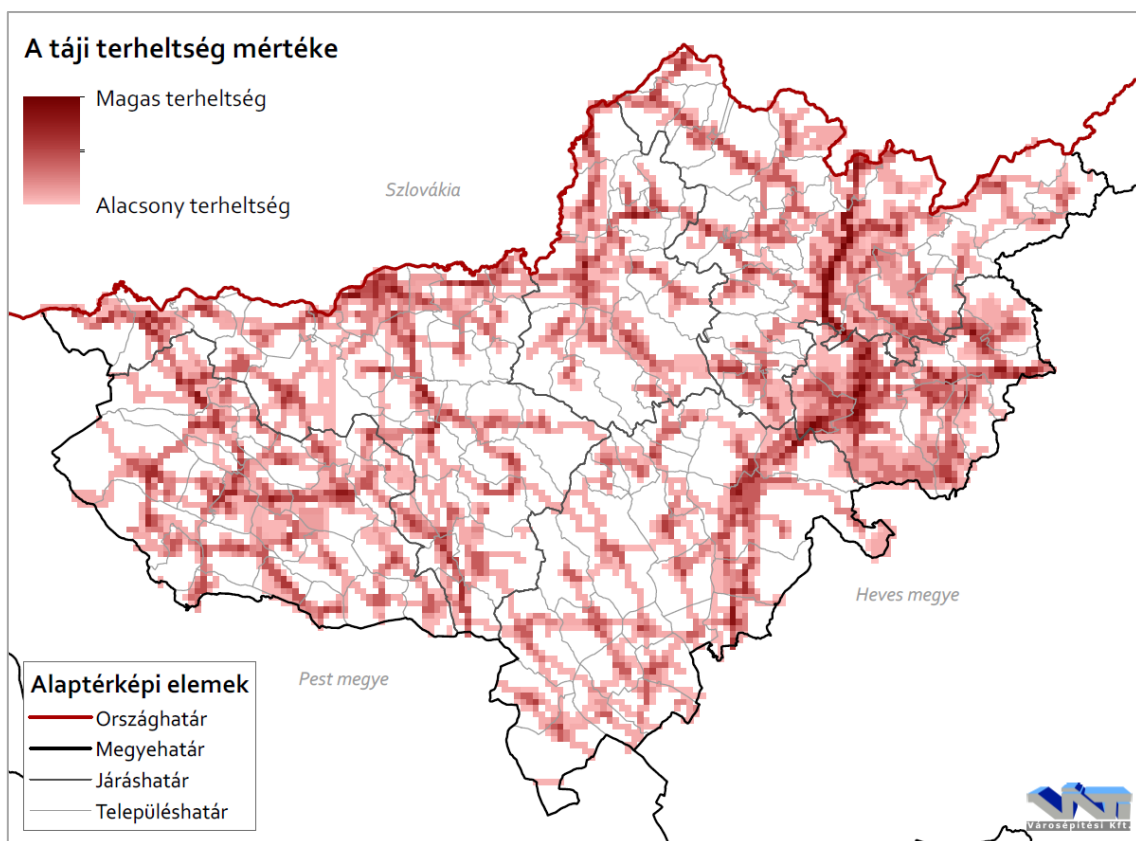 A táji terheltség mértéke
Magas terheltség
Alacsony terheltség
Szlovákia
Heves megye
Pest megye
Alaptérképi elemek
Országhatár
Megyehatár
Járáshatár
Településhatár
VÁTI
Városépítési Kft.